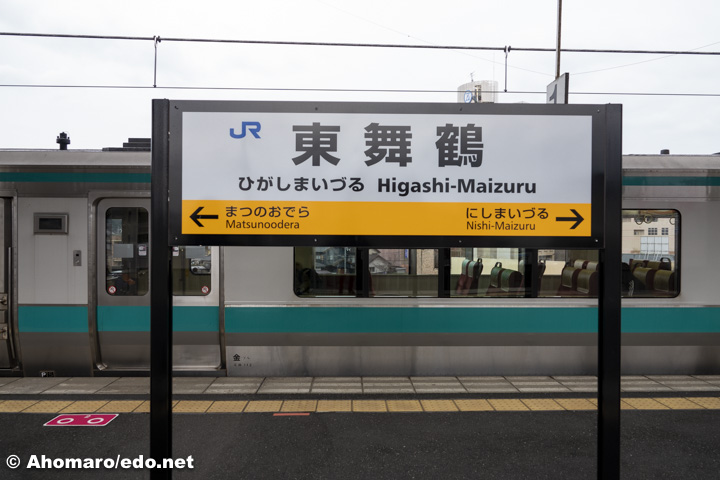 JR 東舞鶴
ひがしまいづる Higashi-Maizuru
← まつのおでら にしまいづる →
Matsunoodera Nishi-Maizuru
金
© Ahomaro/edo.net